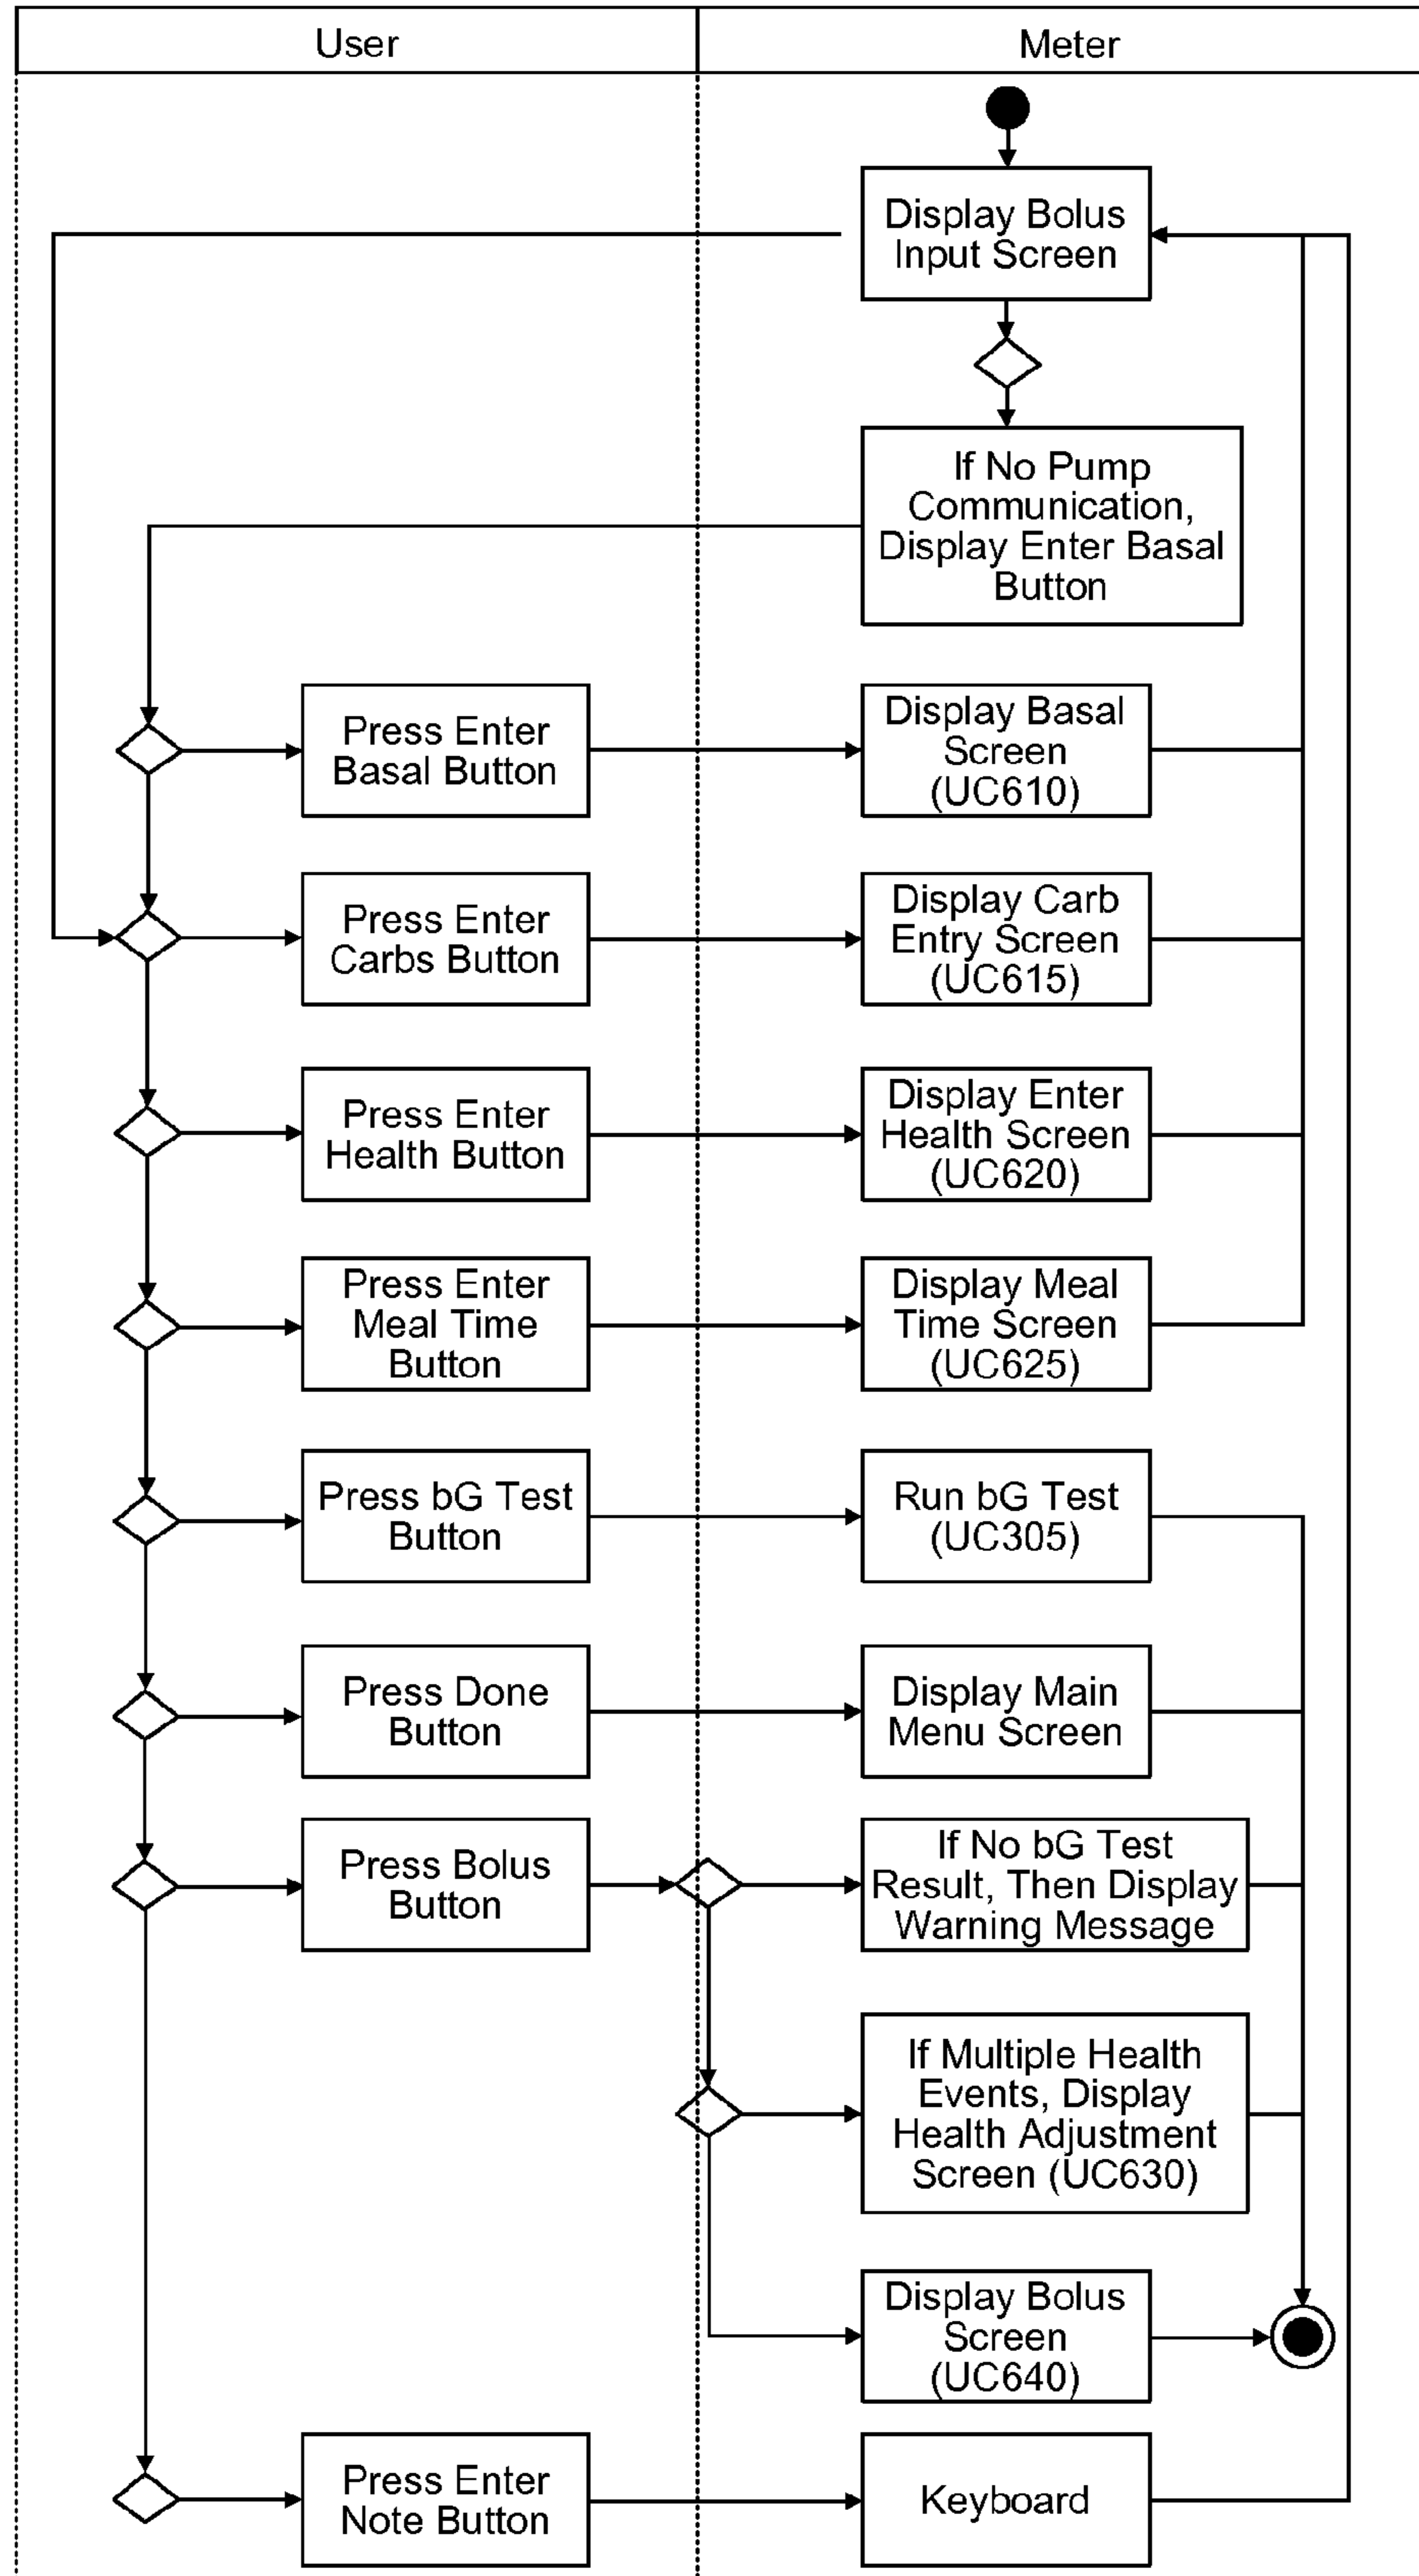 User
Meter
Display Bolus
Input Screen
If No Pump
Communication,
Display Enter Basal
Button
Press Enter
Basal Button
Display Basal
Screen
(UC610)
Press Enter
Carbs Button
Display Carb
Entry Screen
(UC615)
Press Enter
Health Button
Display Enter
Health Screen
(UC620)
Press Enter
Meal Time
Button
Display Meal
Time Screen
(UC625)
Press bG Test
Button
Run bG Test
(UC305)
Press Done
Button
Display Main
Menu Screen
Press Bolus
Button
If No bG Test
Result, Then Display
Warning Message
If Multiple Health
Events, Display
Health Adjustment
Screen (UC630)
Display Bolus
Screen
(UC640)
Press Enter
Note Button
Keyboard